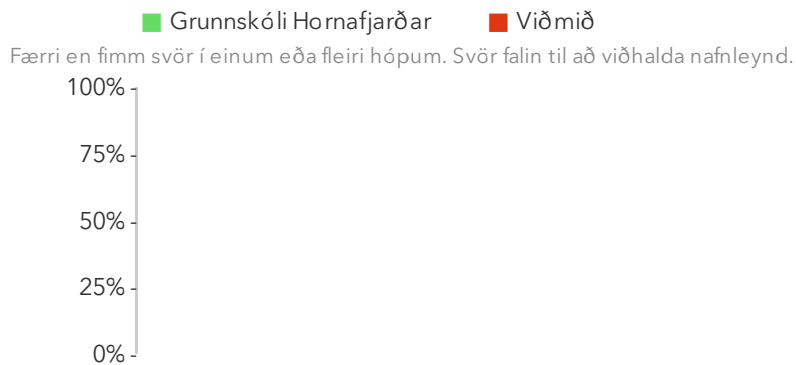 Grunnskóli Hornafjarðar Viðmið
Færri en fimm svör í einum eða fleiri hópum. Svör falin til að viðhalda nafnleynd.
100%
75%
50%
25%
0%